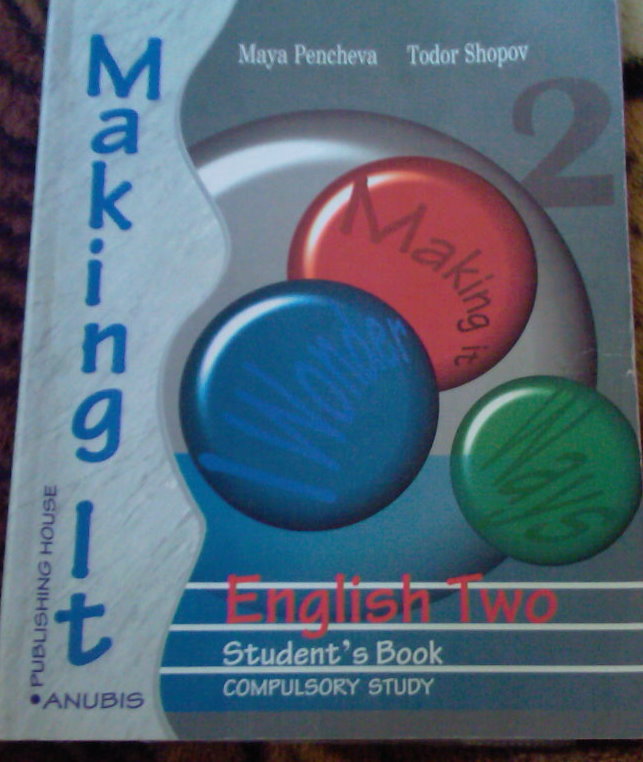 Maya Pencheva Todor Shopov
2
Making It
Making it
I Wonder
Ways
English Two
Student's Book
COMPULSORY STUDY
PUBLISHING HOUSE
•ANUBIS